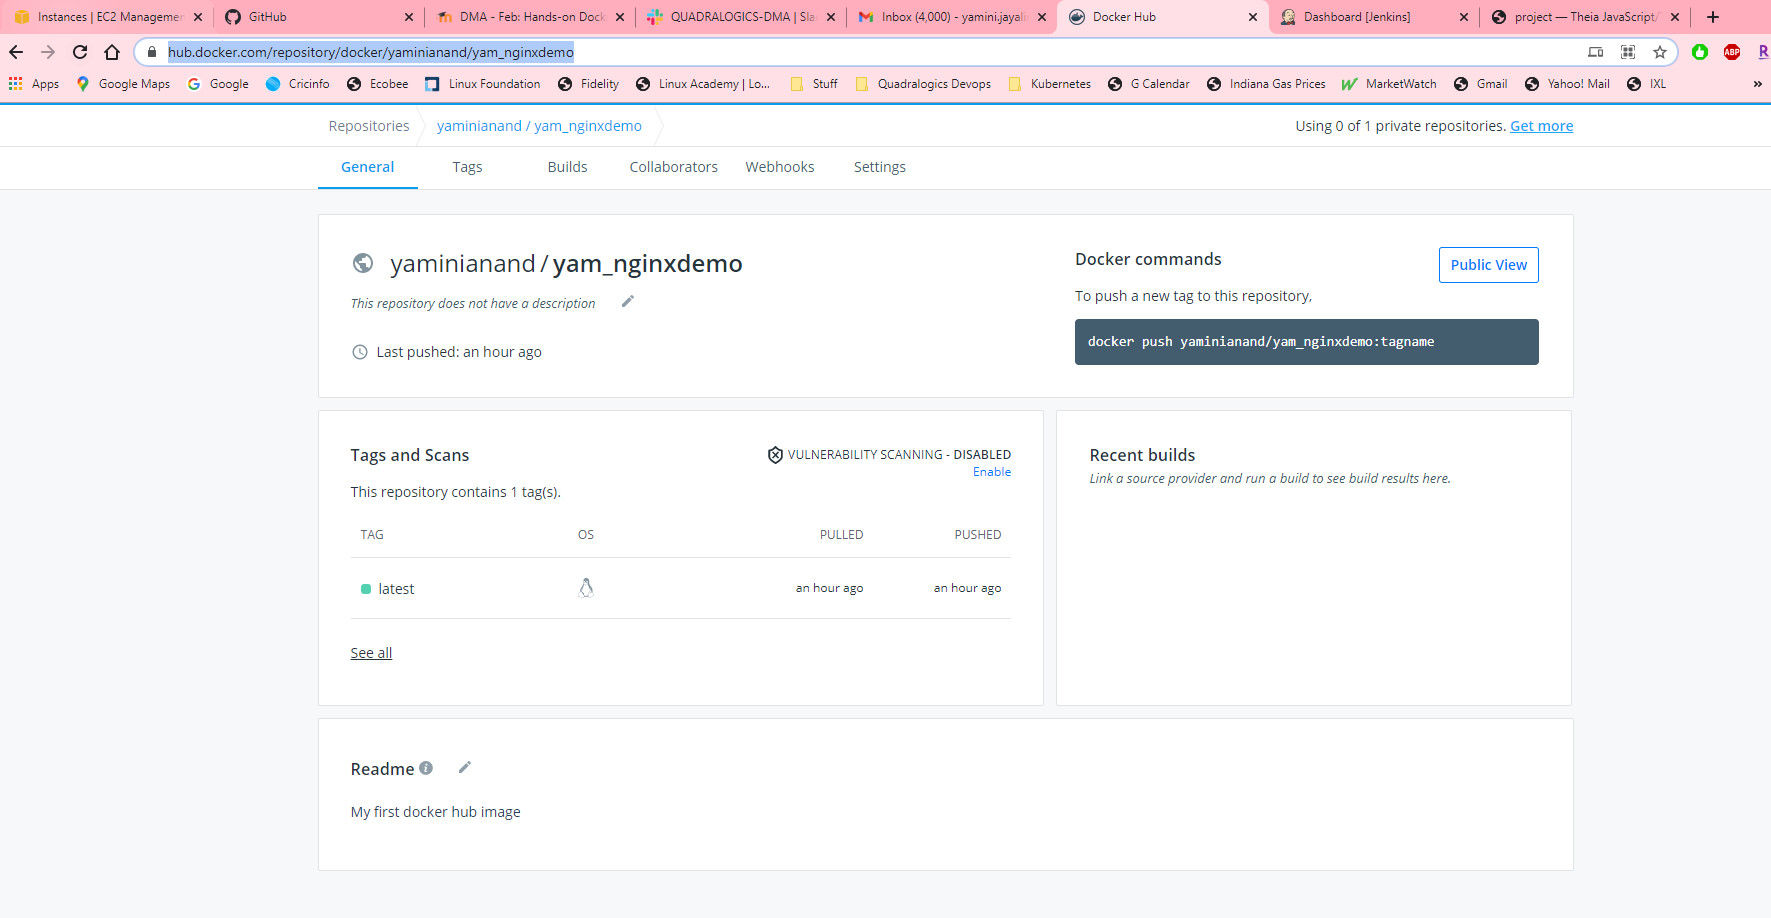 Instances | EC2 Managemer
GitHub
DMA - Feb: Hands-on Dock
QUADRALOGICS-DMA | Sla
Inbox (4,000) - yamini.jayali
Docker Hub
Dashboard [Jenkins]
project — Theia JavaScript/
hub.docker.com/repository/docker/yaminianand/yam_nginxdemo
ABP
R
Apps
Google Maps
Google
Cricinfo
Ecobee
Linux Foundation
Fidelity
Linux Academy | Lo...
Stuff
Quadralogics Devops
Kubernetes
G Calendar
Indiana Gas Prices
MarketWatch
Gmail
Yahoo! Mail
IXL
»
Repositories
yaminianand / yam_nginxdemo
Using 0 of 1 private repositories. Get more
General
Tags
Builds
Collaborators
Webhooks
Settings
yaminianand / yam_nginxdemo
This repository does not have a description
Last pushed: an hour ago
Docker commands
Public View
To push a new tag to this repository,
docker push yaminianand/yam_nginxdemo:tagname
Tags and Scans
VULNERABILITY SCANNING - DISABLED
Enable
This repository contains 1 tag(s).
TAG OS PULLED PUSHED
latest an hour ago an hour ago
See all
Recent builds
Link a source provider and run a build to see build results here.
Readme
My first docker hub image